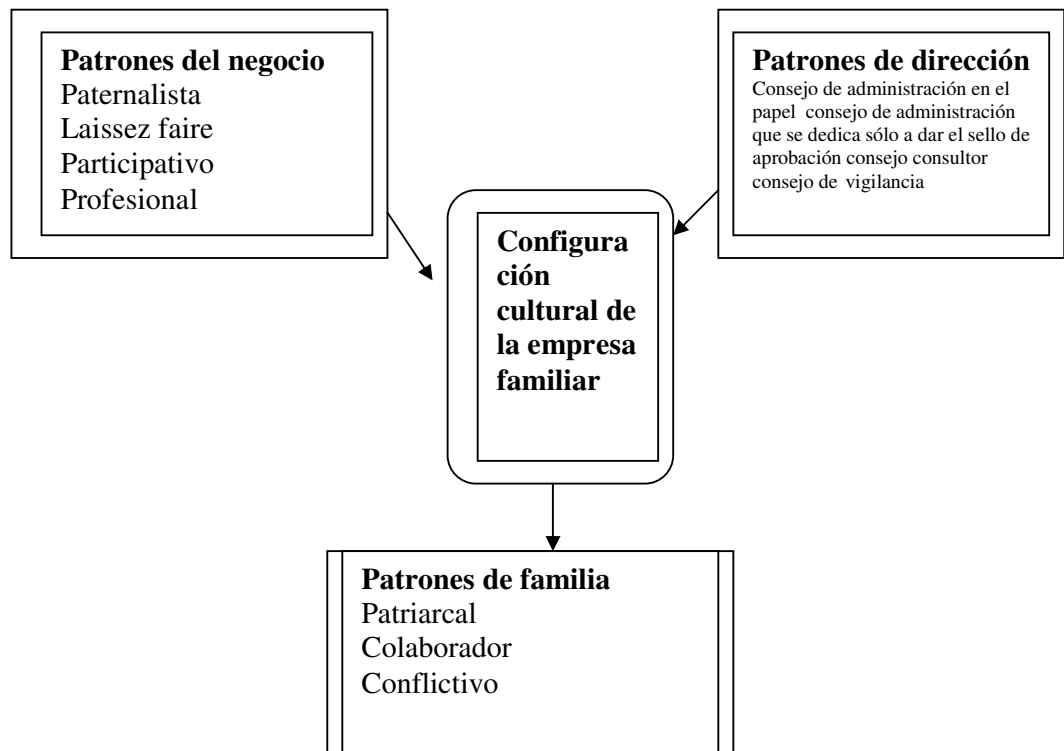 Patrones del negocio
Paternalista
Laissez faire
Participativo
Profesional
Patrones de dirección
Consejo de administración en el
papel consejo de administración
que se dedica sólo a dar el sello de
aprobación consejo consultor
consejo de vigilancia
Configura
ción
cultural de
la empresa
familiar
Patrones de familia
Patriarcal
Colaborador
Conflictivo